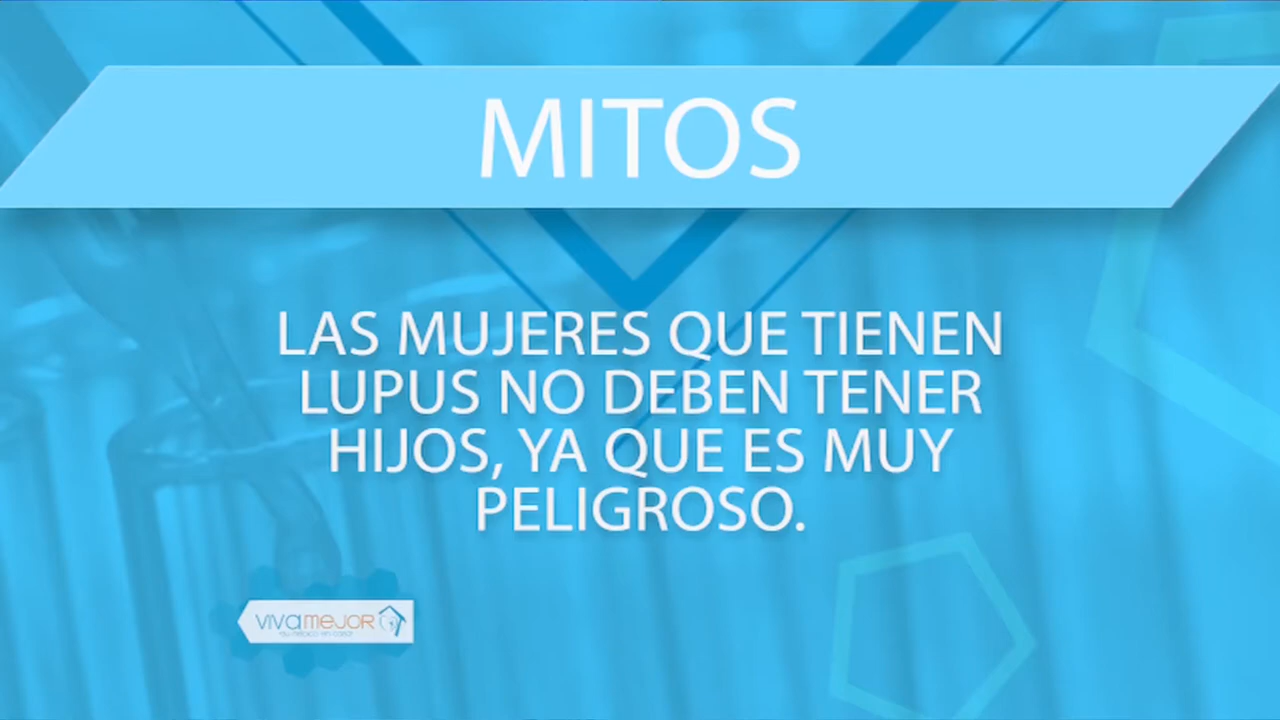 MITOS
LAS MUJERES QUE TIENEN
LUPUS NO DEBEN TENER
HIJOS, YA QUE ES MUY
PELIGROSO.
VIVAMEJOR